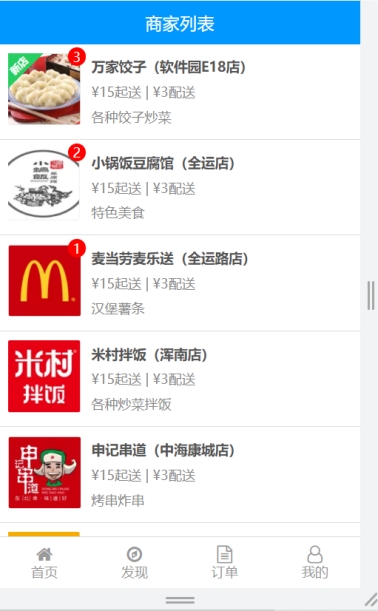 商家列表
新店
3
万家饺子（软件园E18店）
¥15起送 | ¥3配送
各种饺子炒菜
小锅饭
2
小锅饭豆腐馆（全运店）
¥15起送 | ¥3配送
特色美食
1
麦当劳麦乐送（全运路店）
¥15起送 | ¥3配送
汉堡薯条
米村
拌饭
米村拌饭（浑南店）
¥15起送 | ¥3配送
各种炒菜拌饭
申记串道
申记串道（中海康城店）
¥15起送 | ¥3配送
烤串炸串
首页
发现
订单
我的